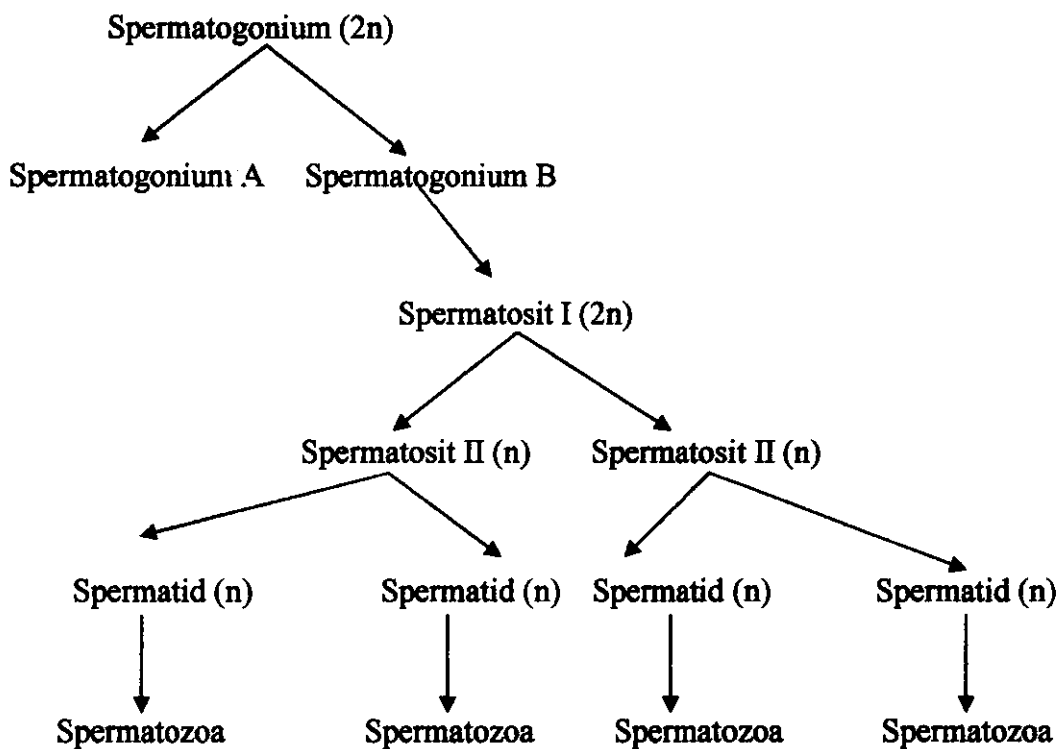 Spermatogonium (2n)
Spermatogonium A Spermatogonium B
Spermatosit I (2n)
Spermatosit II (n) Spermatosit II (n)
Spermatid (n) Spermatid (n) Spermatid (n) Spermatid (n)
Spermatozoa Spermatozoa Spermatozoa Spermatozoa